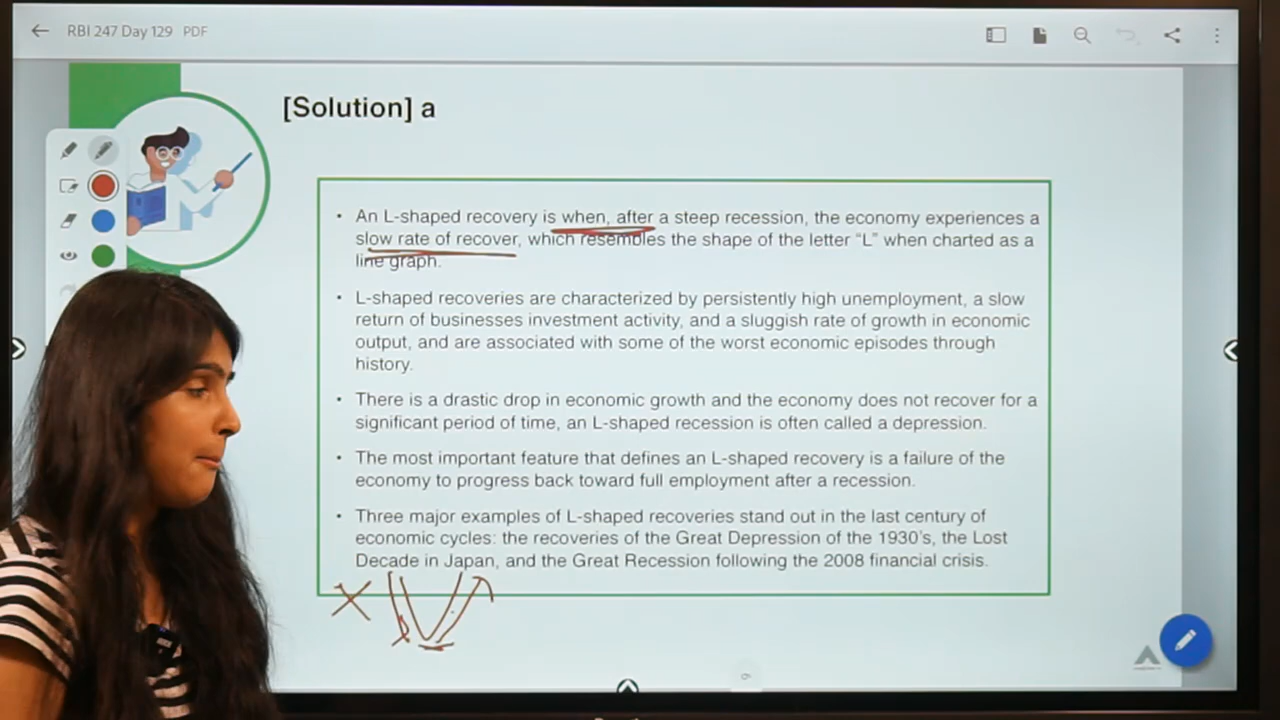 RBI 247 Day 129 PDF
[Solution] a
• An L-shaped recovery is when, after a steep recession, the economy experiences a
slow rate of recover, which resembles the shape of the letter “L” when charted as a
line graph.
• L-shaped recoveries are characterized by persistently high unemployment, a slow
return of businesses investment activity, and a sluggish rate of growth in economic
output, and are associated with some of the worst economic episodes through
history.
• There is a drastic drop in economic growth and the economy does not recover for a
significant period of time, an L-shaped recession is often called a depression.
• The most important feature that defines an L-shaped recovery is a failure of the
economy to progress back toward full employment after a recession.
• Three major examples of L-shaped recoveries stand out in the last century of
economic cycles: the recoveries of the Great Depression of the 1930’s, the Lost
Decade in Japan, and the Great Recession following the 2008 financial crisis.